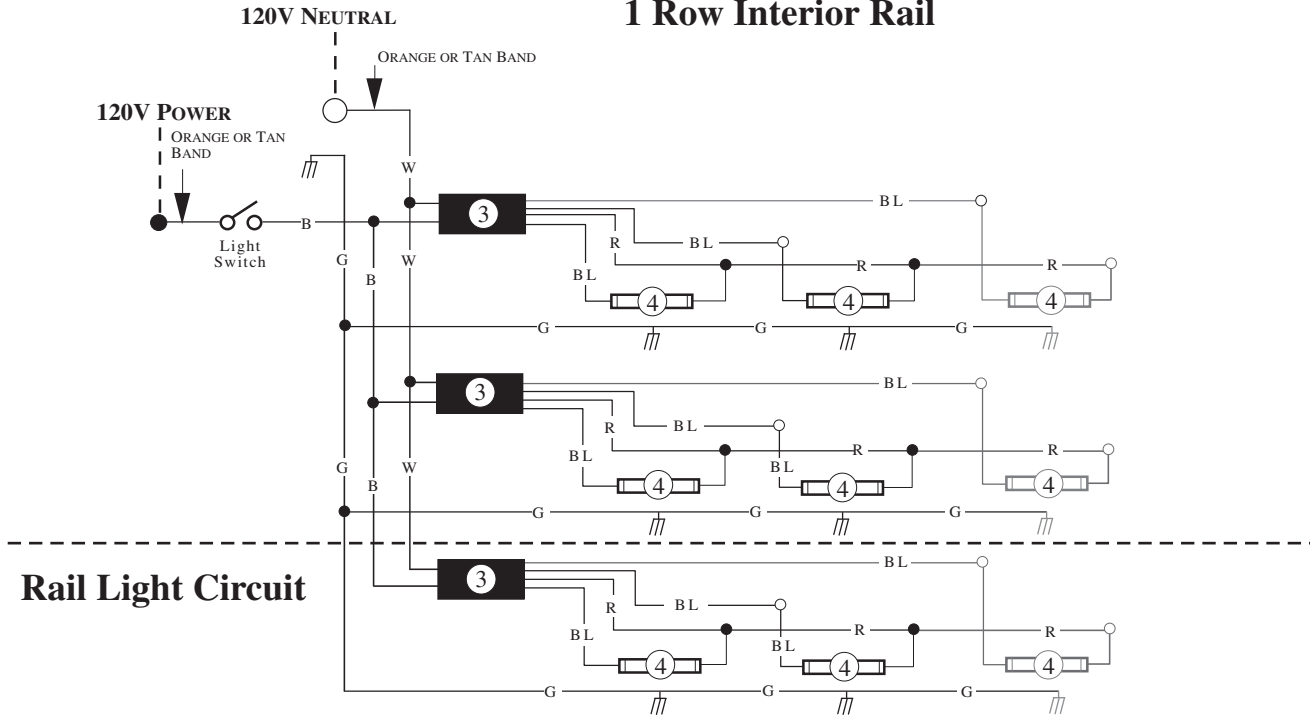 1 Row Interior Rail
120V NEUTRAL
ORANGE OR TAN BAND
120V POWER
ORANGE OR TAN
BAND
W
3
BL
B
Light
Switch
R
BL
G
W
B
BL
R
R
4
4
4
G
G
G
3
BL
R
BL
R
R
G
W
BL
BL
B
4
4
4
G
G
G
Rail Light Circuit
3
BL
R
BL
R
R
BL
BL
4
4
4
G
G
G